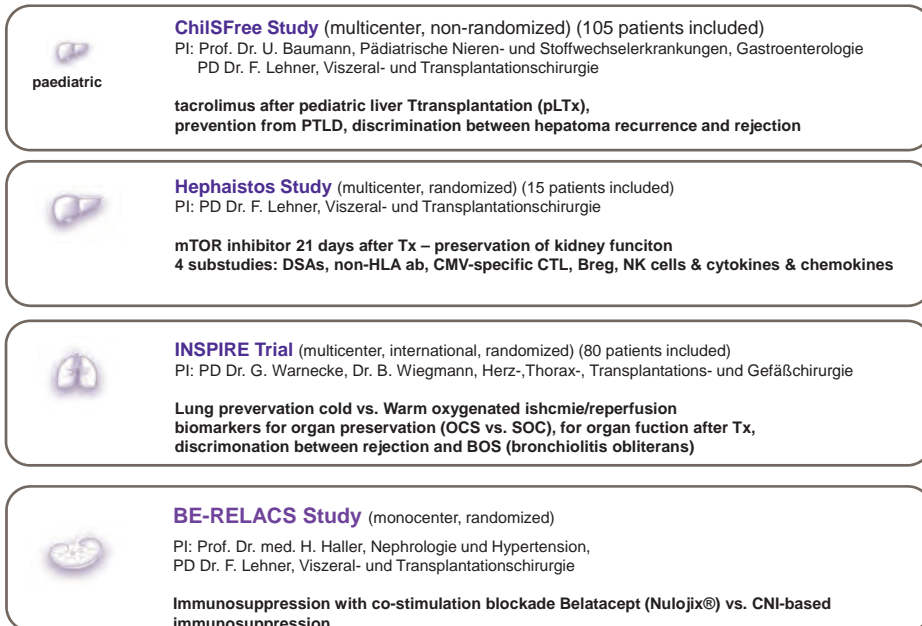 ChilSFree Study (multicenter, non-randomized) (105 patients included)
PI: Prof. Dr. U. Baumann, Pädiatrische Nieren- und Stoffwechselerkrankungen, Gastroenterologie
PD Dr. F. Lehner, Viszeral- und Transplantationschirurgie
paediatric
tacrolimus after pediatric liver Ttransplantation (pLTx),
prevention from PTLD, discrimination between hepatoma recurrence and rejection
Hephaistos Study (multicenter, randomized) (15 patients included)
PI: PD Dr. F. Lehner, Viszeral- und Transplantationschirurgie
mTOR inhibitor 21 days after Tx – preservation of kidney funciton
4 substudies: DSAs, non-HLA ab, CMV-specific CTL, Breg, NK cells & cytokines & chemokines
INSPIRE Trial (multicenter, international, randomized) (80 patients included)
PI: PD Dr. G. Warnecke, Dr. B. Wiegmann, Herz-,Thorax-, Transplantations- und Gefäßchirurgie
Lung prevervation cold vs. Warm oxygenated ishcmie/reperfusion
biomarkers for organ preservation (OCS vs. SOC), for organ fuction after Tx,
discrimonation between rejection and BOS (bronchiolitis obliterans)
BE-RELACS Study (monocenter, randomized)
PI: Prof. Dr. med. H. Haller, Nephrologie und Hypertension,
PD Dr. F. Lehner, Viszeral- und Transplantationschirurgie
Immunosuppression with co-stimulation blockade Belatacept (Nulojix®) vs. CNI-based
immunosuppression